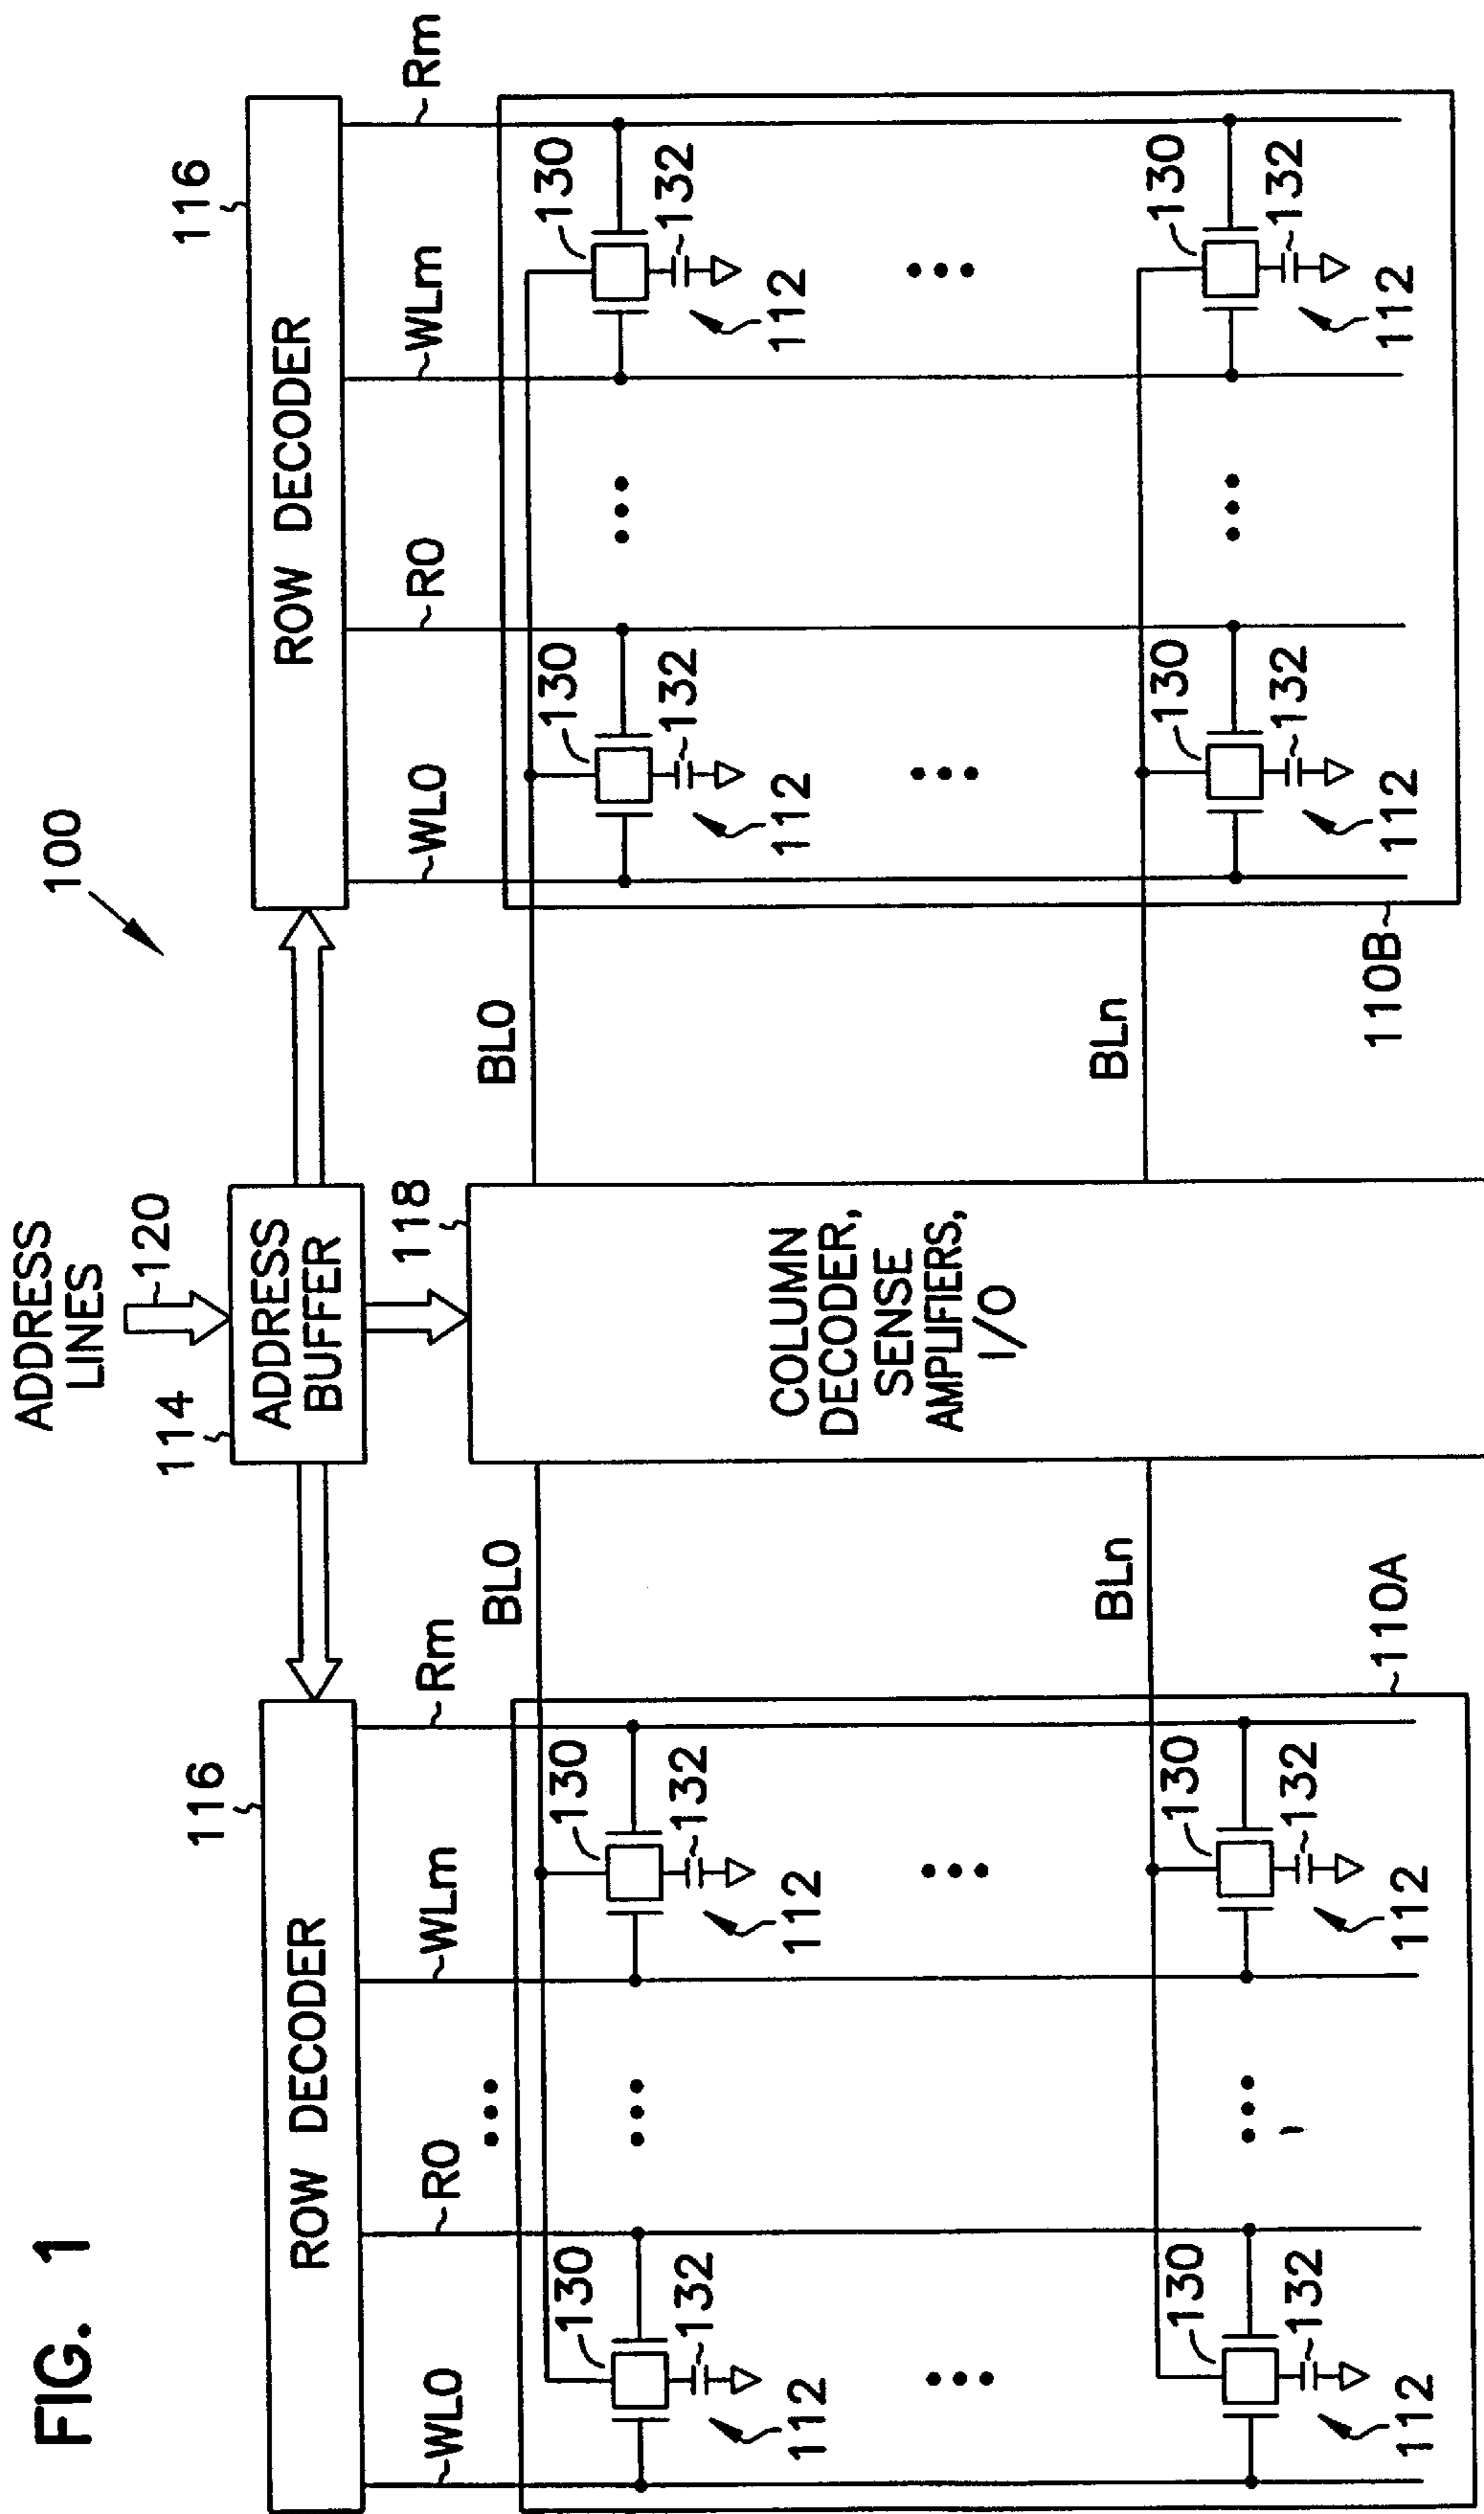 FIG. 1
100
ADDRESS
LINES
120
114
ADDRESS
BUFFER
116
ROW DECODER
116
ROW DECODER
118
COLUMN
DECODER,
SENSE
AMPLIFIERS,
I/O
WL0
R0
WLm
Rm
BL0
BL0
WL0
R0
WLm
Rm
130
132
112
130
132
112
130
132
112
130
132
112
BLn
BLn
130
132
112
130
132
112
130
132
112
130
132
112
110A
110B